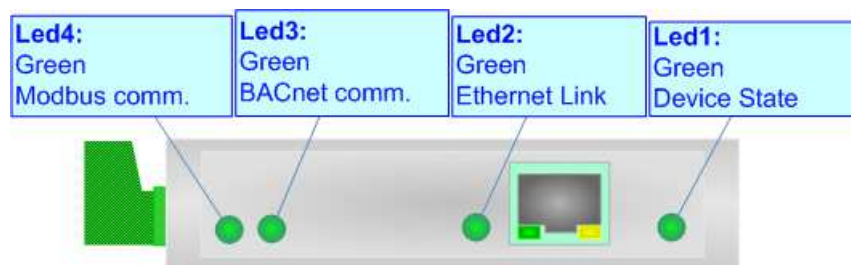 Led4:
Green
Modbus comm.
Led3:
Green
BACnet comm.
Led2:
Green
Ethernet Link
Led1:
Green
Device State